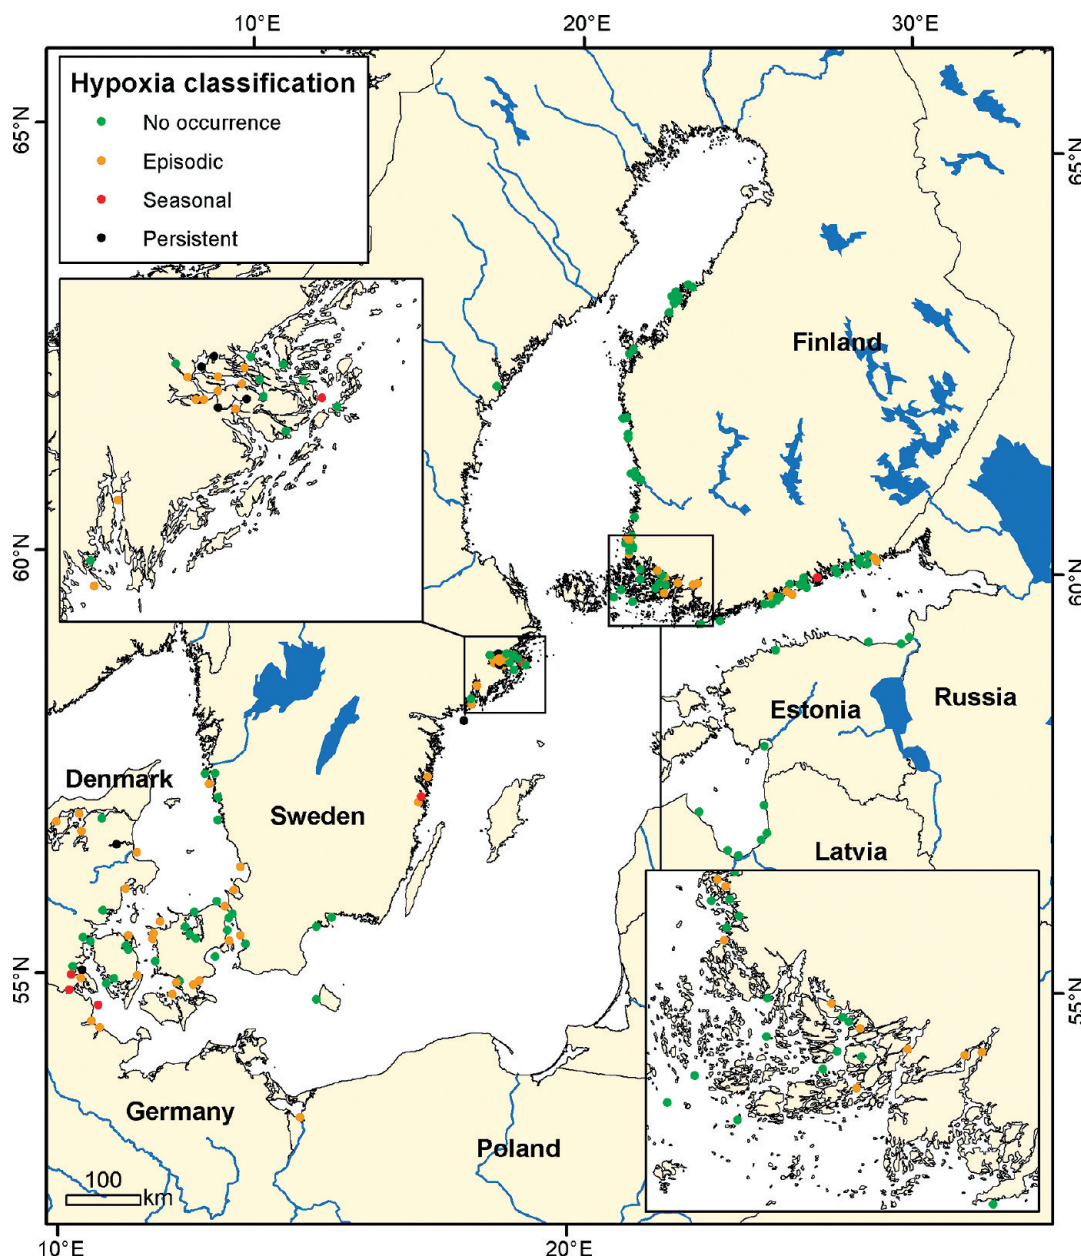 10°E 20°E 30°E
Hypoxia classification
No occurrence
Episodic
Seasonal
Persistent
65°N 65°N
Finland
60°N 60°N
Estonia Russia
Denmark
Sweden
Latvia
55°N 55°N
Germany
Poland
100
km
10°E 20°E